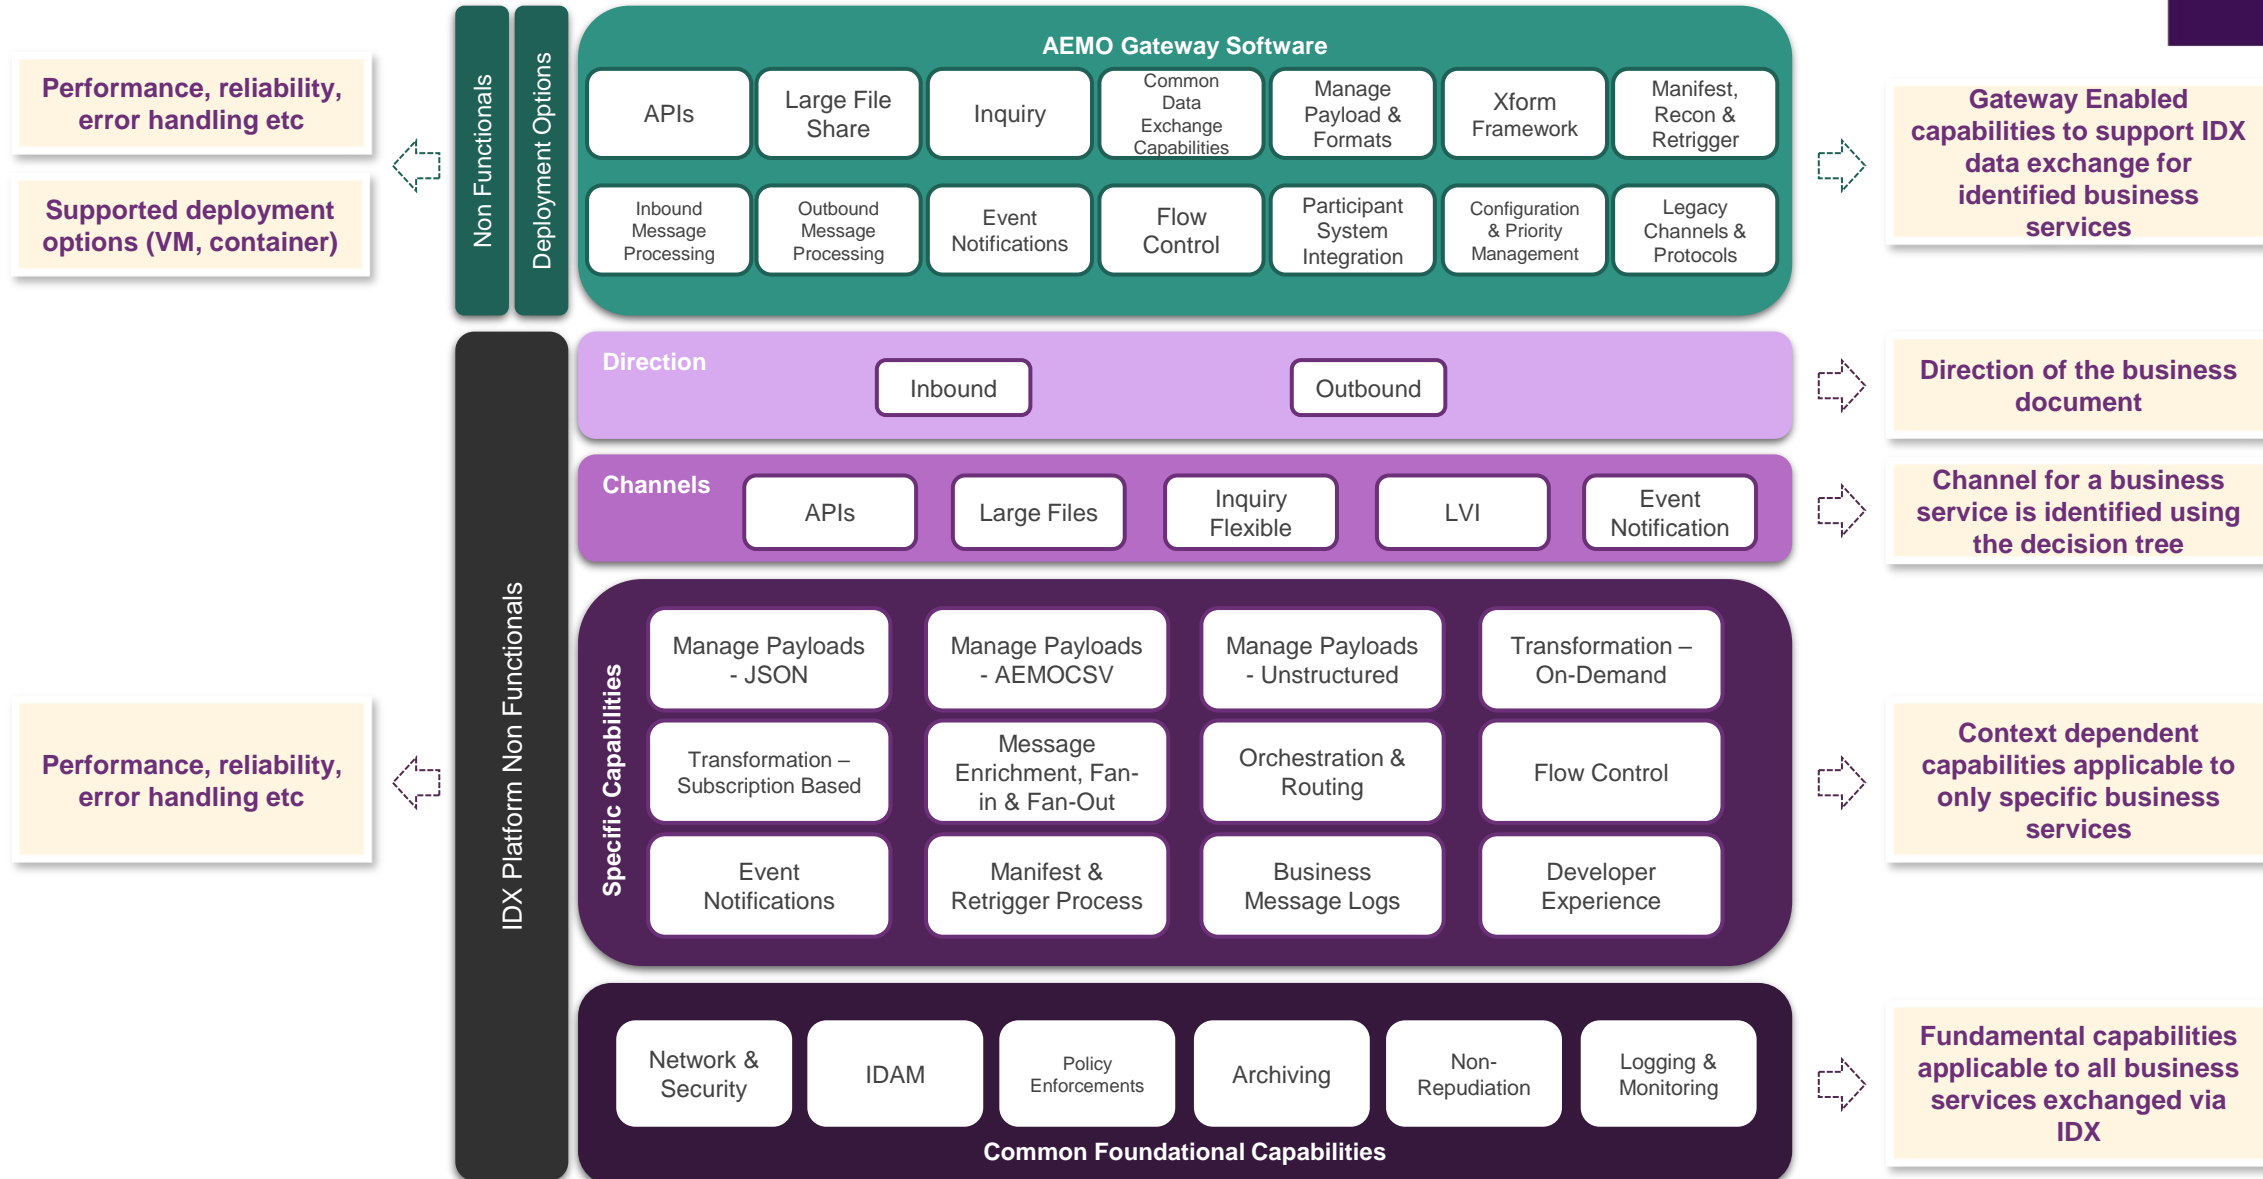 AEMO Gateway Software
Performance, reliability,
error handling etc
Supported deployment
options (VM, container)
Non Functionals
Deployment Options
APIs
Large File
Share
Inquiry
Common
Data
Exchange
Capabilities
Manage
Payload &
Formats
Xform
Framework
Manifest,
Recon &
Retrigger
Inbound
Message
Processing
Outbound
Message
Processing
Event
Notifications
Flow
Control
Participant
System
Integration
Configuration
& Priority
Management
Legacy
Channels &
Protocols
Gateway Enabled
capabilities to support IDX
data exchange for
identified business
services
IDX Platform Non Functionals
Direction
Inbound
Outbound
Direction of the business
document
Channels
APIs
Large Files
Inquiry
Flexible
LVI
Event
Notification
Channel for a business
service is identified using
the decision tree
Performance, reliability,
error handling etc
Specific Capabilities
Manage Payloads
- JSON
Manage Payloads
- AEMOCSV
Manage Payloads
- Unstructured
Transformation –
On-Demand
Transformation –
Subscription Based
Message
Enrichment, Fan-
in & Fan-Out
Orchestration &
Routing
Flow Control
Event
Notifications
Manifest &
Retrigger Process
Business
Message Logs
Developer
Experience
Context dependent
capabilities applicable to
only specific business
services
Network &
Security
IDAM
Policy
Enforcements
Archiving
Non-
Repudiation
Logging &
Monitoring
Common Foundational Capabilities
Fundamental capabilities
applicable to all business
services exchanged via
IDX